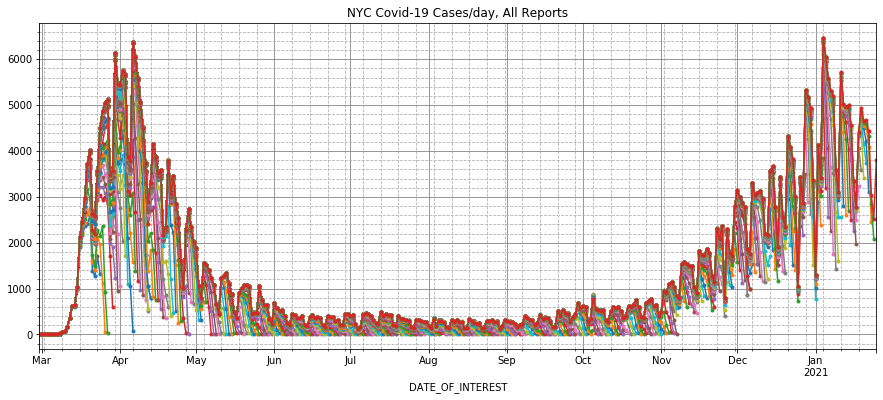 NYC Covid-19 Cases/day, All Reports
6000
5000
4000
3000
2000
1000
0
Mar Apr May Jun Jul Aug Sep Oct Nov Dec Jan
2021
DATE_OF_INTEREST